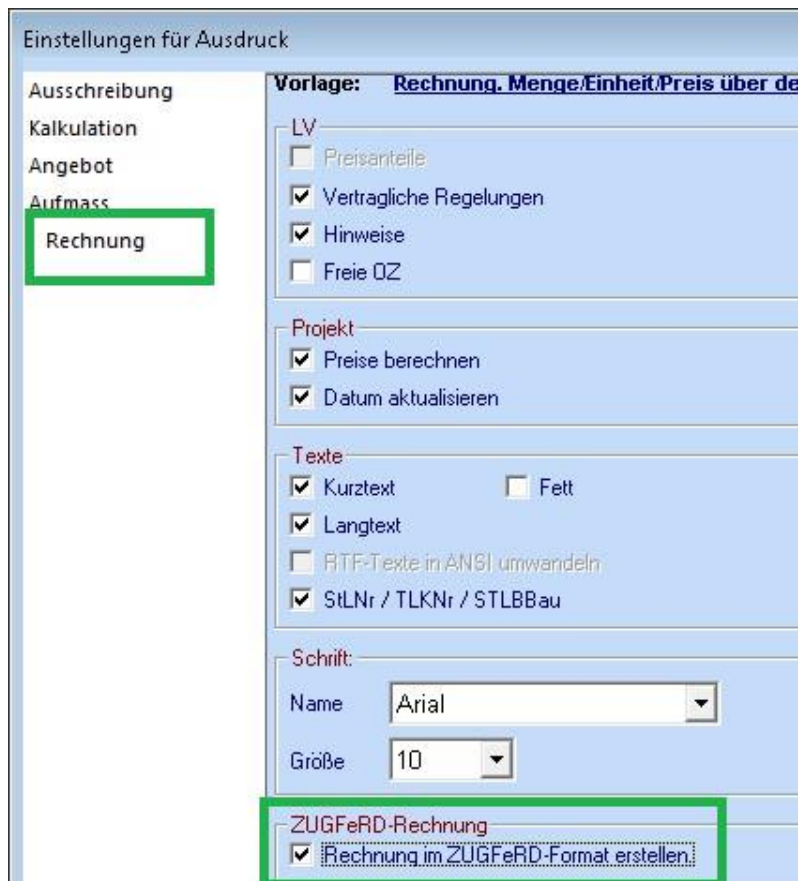 Einstellungen für Ausdruck
Ausschreibung
Kalkulation
Angebot
Aufmass
Rechnung
Vorlage: Rechnung. Menge/Einheit/Preis über de
LV
Preisanteile
Vertragliche Regelungen
Hinweise
Freie OZ
Projekt
Preise berechnen
Datum aktualisieren
Texte
Kurztext Fett
Langtext
RTF-Texte in ANSI umwandeln
StLNr / TLKNr / STLBBau
Schrift:
Name Arial
Größe 10
ZUGFeRD-Rechnung
Rechnung im ZUGFeRD-Format erstellen.